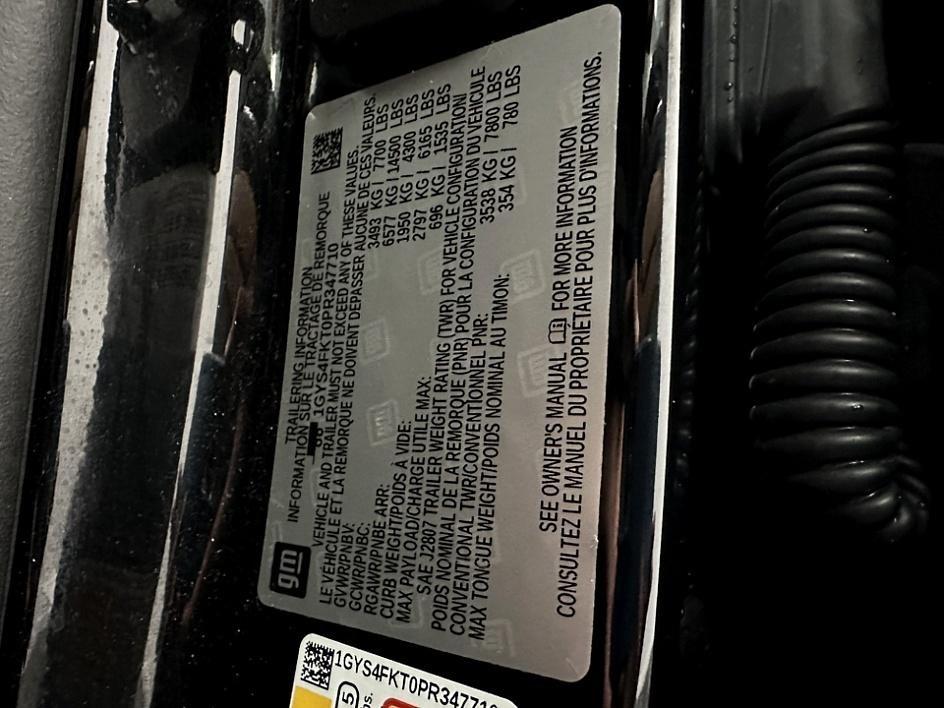 gm
TRAILERING INFORMATION
INFORMATION SUR LE TRACTAGE DE REMORQUE
1GYS4FKT0PR347710
VEHICLE AND TRAILER MUST NOT EXCEED ANY OF THESE VALUES.
LE VÉHICULE ET LA REMORQUE NE DOIVENT DÉPASSER AUCUNE DE CES VALEURS.
GVWR/PNBV: 3493 KG | 7700 LBS
GCWR/PNBC: 6577 KG | 14500 LBS
RGAWR/PNBE ARR: 1950 KG | 4300 LBS
CURB WEIGHT/POIDS À VIDE: 2797 KG | 6165 LBS
MAX PAYLOAD/CHARGE UTILE MAX: 696 KG | 1535 LBS
SAE J2807 TRAILER WEIGHT RATING (TWR) FOR VEHICLE CONFIGURATION/
POIDS NOMINAL DE LA REMORQUE (PNR) POUR LA CONFIGURATION DU VÉHICULE
CONVENTIONAL TWR/CONVENTIONNEL PNR: 3538 KG | 7800 LBS
MAX TONGUE WEIGHT/POIDS NOMINAL AU TIMON: 354 KG | 780 LBS
SEE OWNER'S MANUAL FOR MORE INFORMATION
CONSULTEZ LE MANUEL DU PROPRIÉTAIRE POUR PLUS D'INFORMATIONS.
1GYS4FKT0PR347710
5